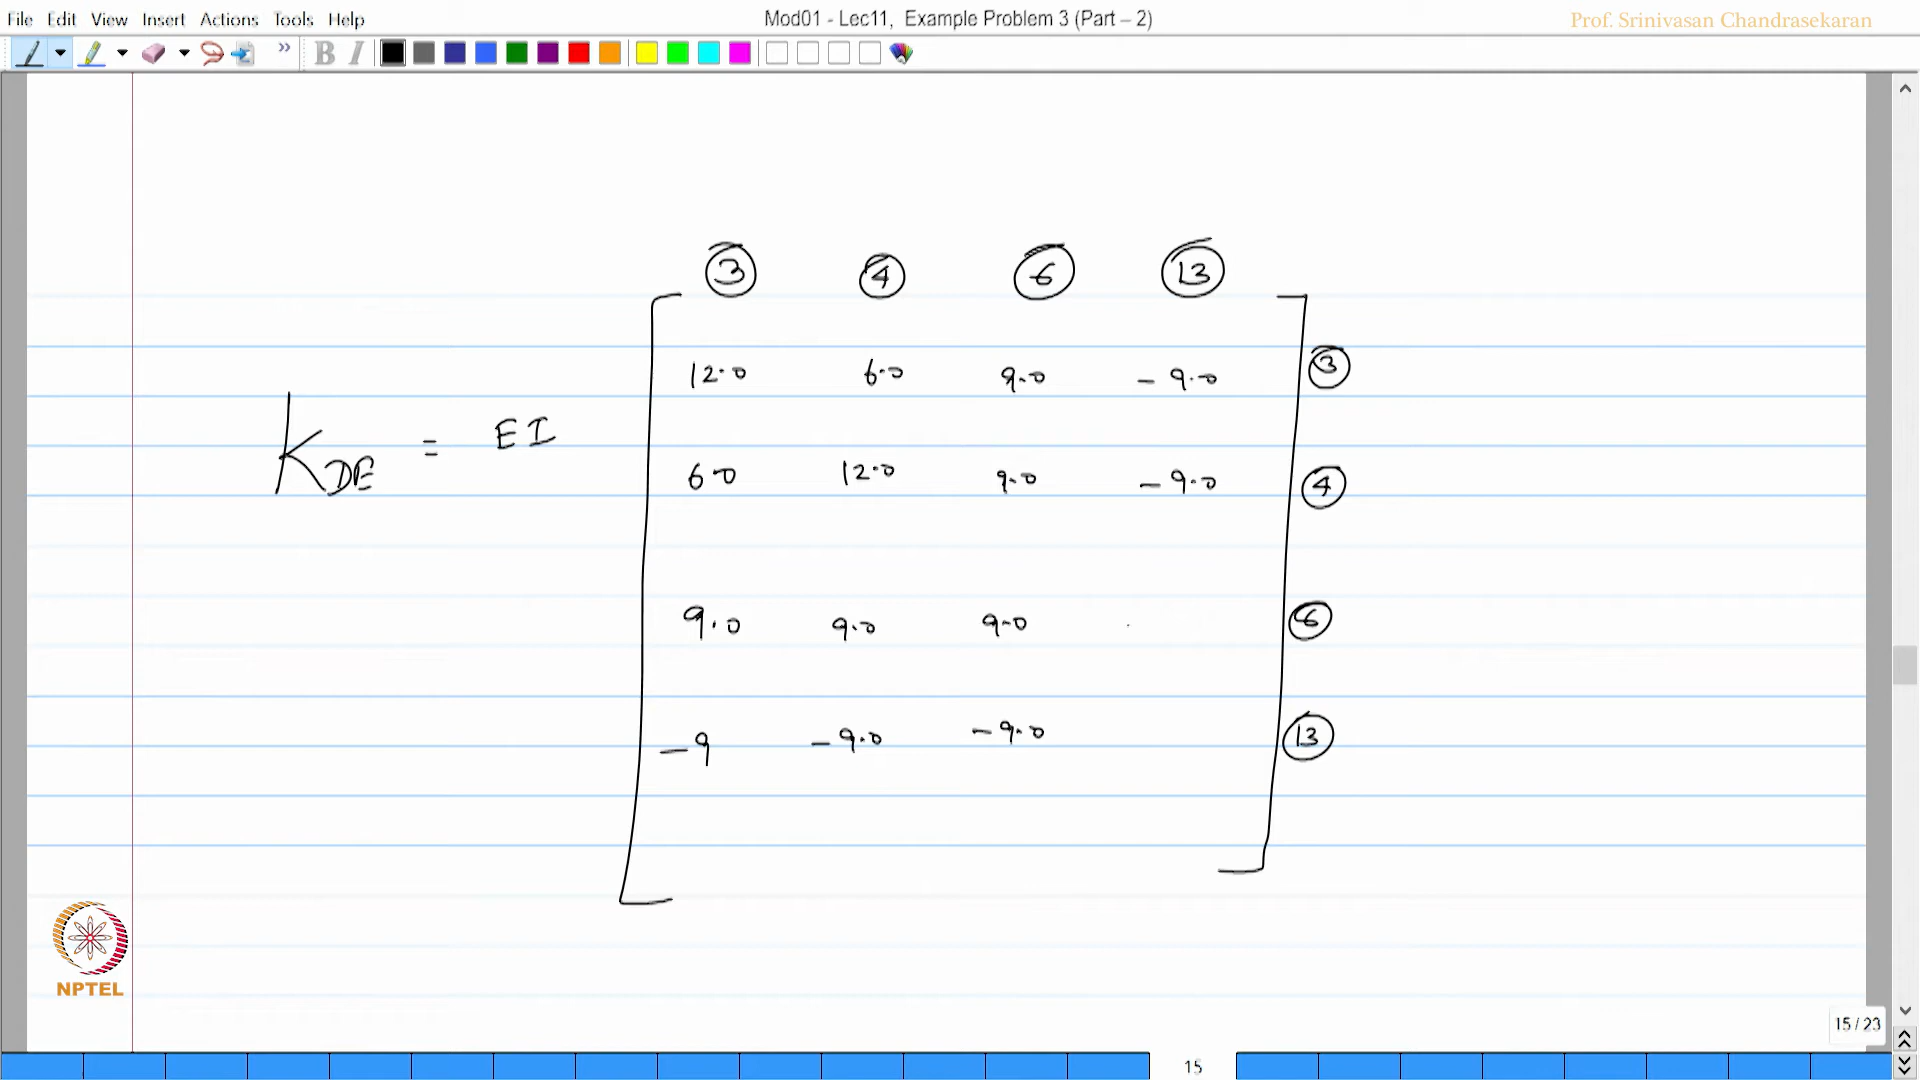 File Edit View Insert Actions Tools Help
Mod01 - Lec11, Example Problem 3 (Part – 2)
Prof. Srinivasan Chandrasekaran
B I
3 4 6 13
12.0 6.0 9.0 - 9.0 3
K_DE = EI
6 0 12.0 9.0 - 9.0 4
9.0 9.0 9.0 6
-9 -9.0 -9.0 13
NPTEL
15 / 23
15